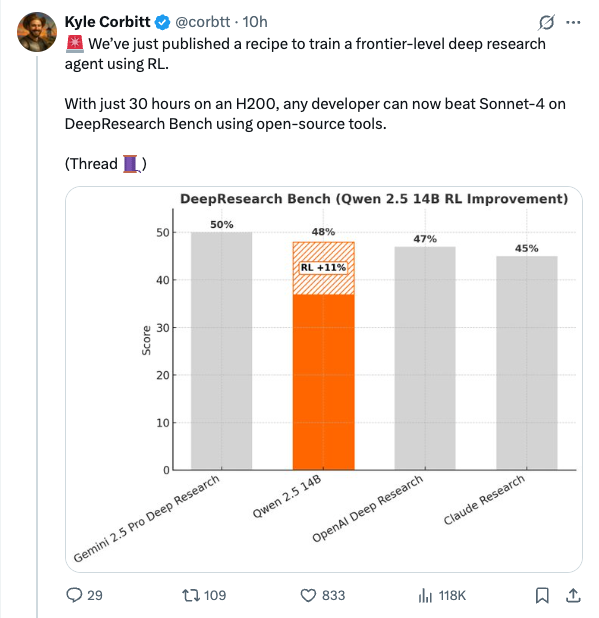 Kyle Corbitt @corbtt · 10h
🚨 We've just published a recipe to train a frontier-level deep research
agent using RL.
With just 30 hours on an H200, any developer can now beat Sonnet-4 on
DeepResearch Bench using open-source tools.
(Thread 🧵)
DeepResearch Bench (Qwen 2.5 14B RL Improvement)
Score
50
40
30
20
10
0
50%
48%
RL +11%
47%
45%
Gemini 2.5 Pro Deep Research
Qwen 2.5 14B
OpenAI Deep Research
Claude Research
29
109
833
118K